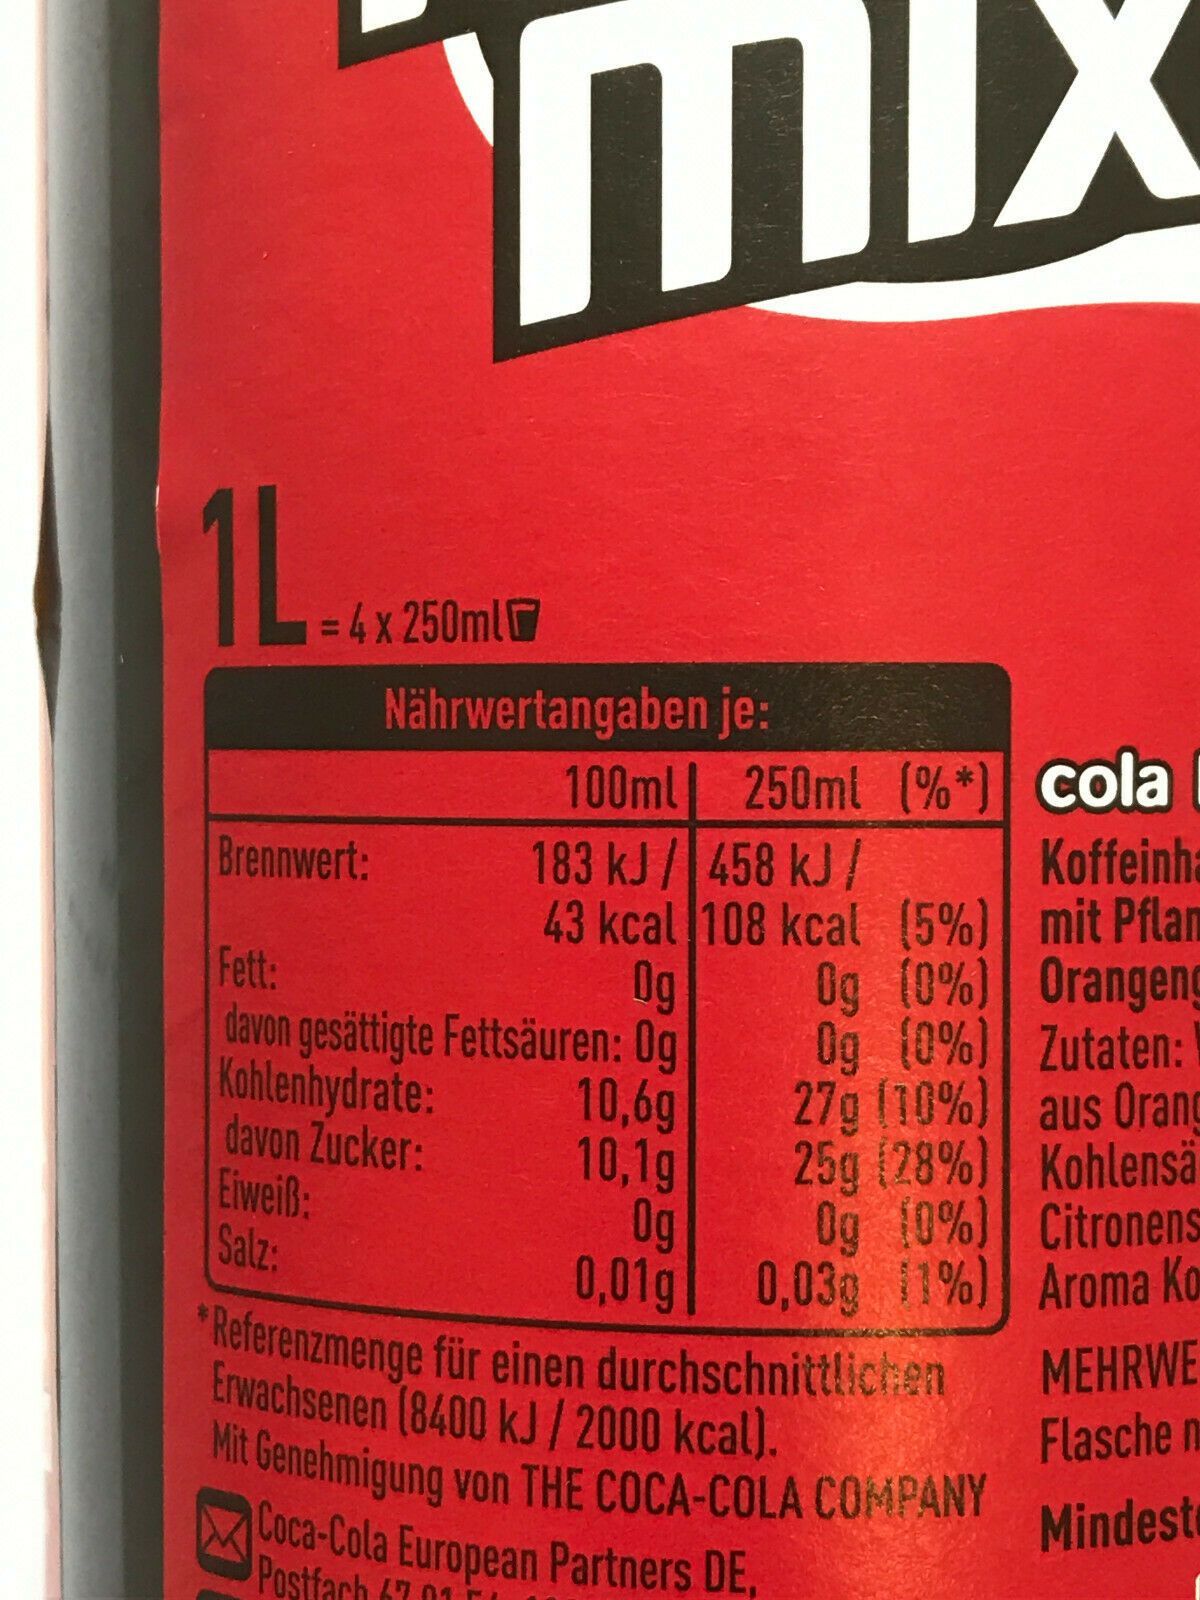 mix
1L = 4 x 250ml
Nährwertangaben je:
100ml 250ml (%*)
Brennwert: 183 kJ / 458 kJ /
43 kcal 108 kcal (5%)
Fett: 0g 0g (0%)
davon gesättigte Fettsäuren: 0g 0g (0%)
Kohlenhydrate: 10,6g 27g (10%)
davon Zucker: 10,1g 25g (28%)
Eiweiß: 0g 0g (0%)
Salz: 0,01g 0,03g (1%)
*Referenzmenge für einen durchschnittlichen
Erwachsenen (8400 kJ / 2000 kcal).
Mit Genehmigung von THE COCA-COLA COMPANY
Coca-Cola European Partners DE,
Postfach 67 01
cola
Koffeinha
mit Pflan
Orangen
Zutaten:
aus Orang
Kohlensä
Citronens
Aroma Ko
MEHRWE
Flasche
Mindest